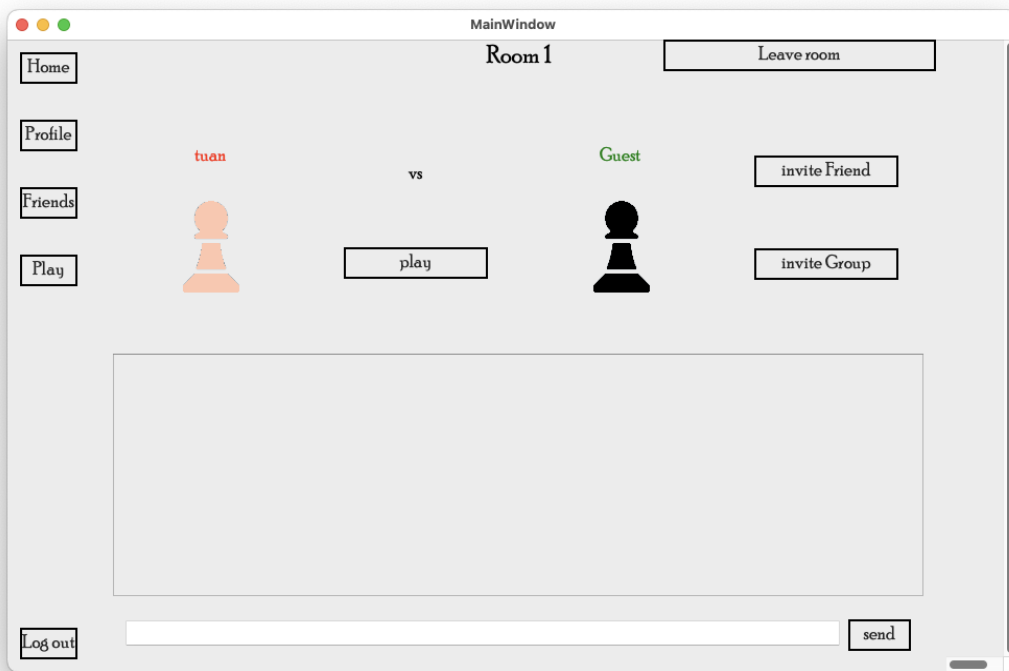 MainWindow
Home
Room 1
Leave room
Profile
tuan
vs
Guest
invite Friend
Friends
Play
play
invite Group
Log out
send